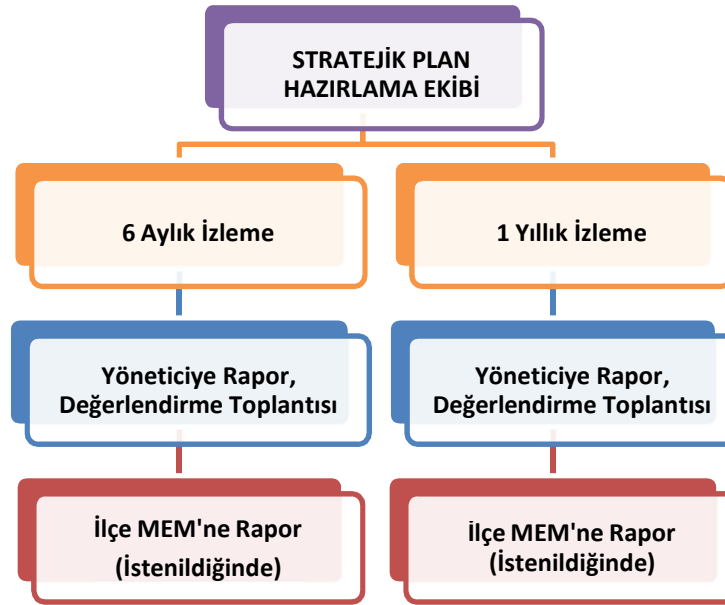 STRATEJİK PLAN
HAZIRLAMA EKİBİ
6 Aylık İzleme
1 Yıllık İzleme
Yöneticiye Rapor,
Değerlendirme Toplantısı
Yöneticiye Rapor,
Değerlendirme Toplantısı
İlçe MEM'ne Rapor
(İstenildiğinde)
İlçe MEM'ne Rapor
(İstenildiğinde)